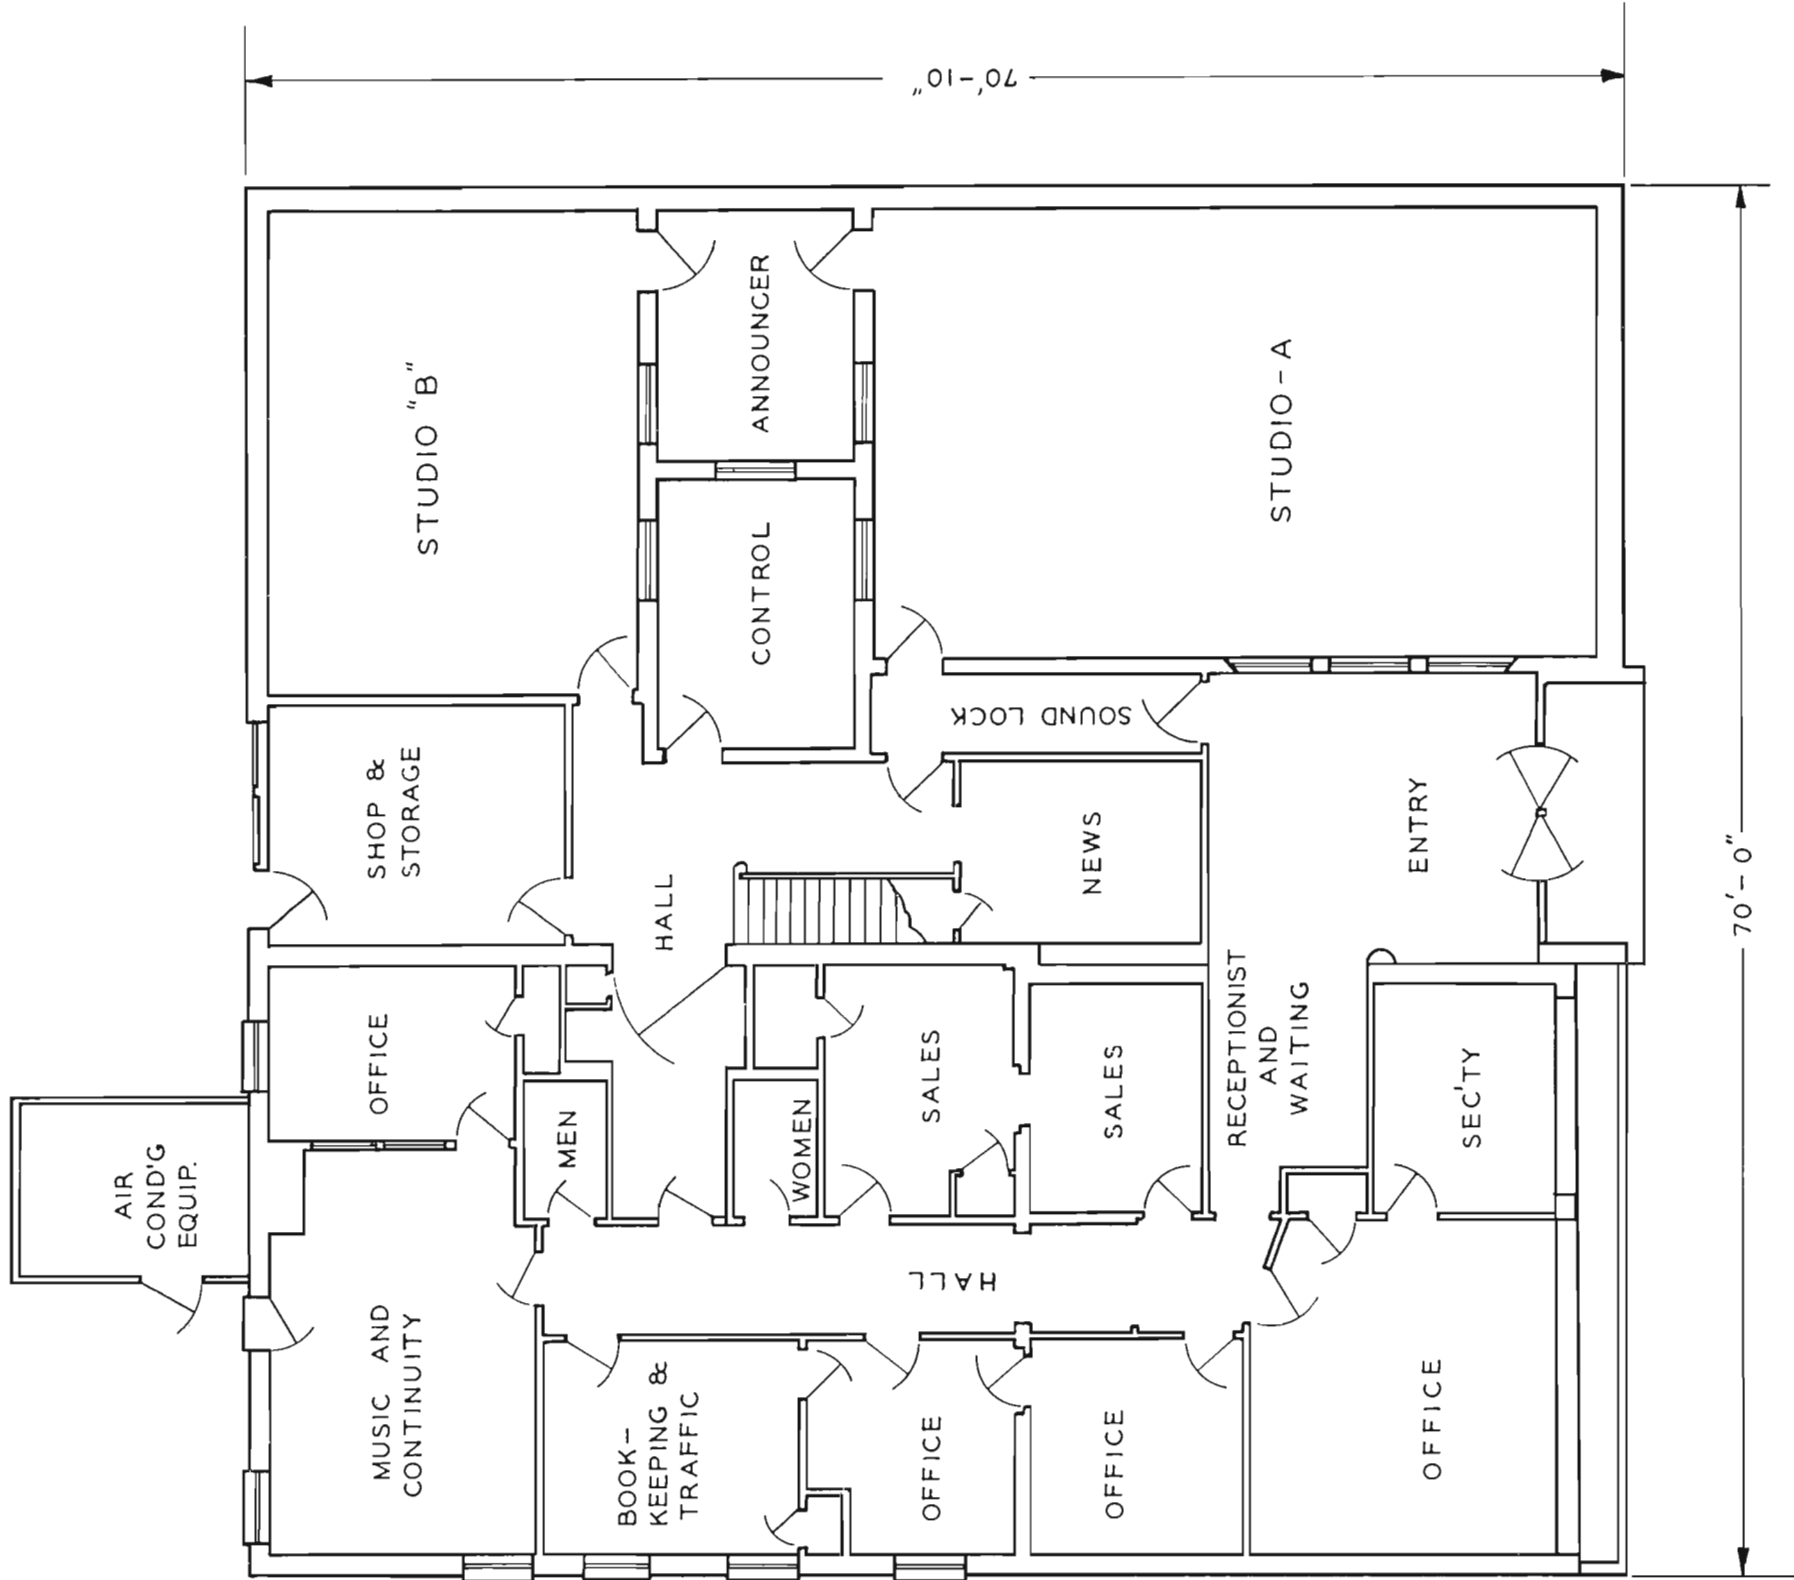 70'-10"
STUDIO "B"
ANNOUNCER
STUDIO-A
CONTROL
SOUND LOCK
SHOP &
STORAGE
HALL
NEWS
ENTRY
OFFICE
MEN
WOMEN
SALES
SALES
RECEPTIONIST
AND
WAITING
SEC'TY
AIR
COND'G
EQUIP.
HALL
MUSIC AND
CONTINUITY
BOOK-
KEEPING &
TRAFFIC
OFFICE
OFFICE
OFFICE
70'-0"